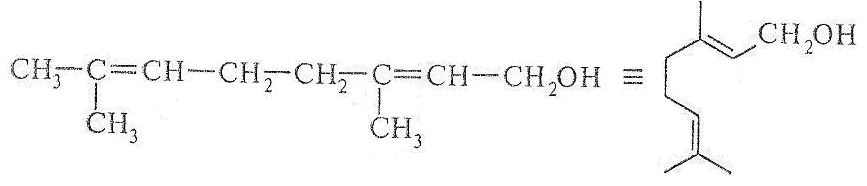 CH₃–C=CH–CH₂–CH₂–C=CH–CH₂OH ≡ CH₂OH
CH₃ CH₃